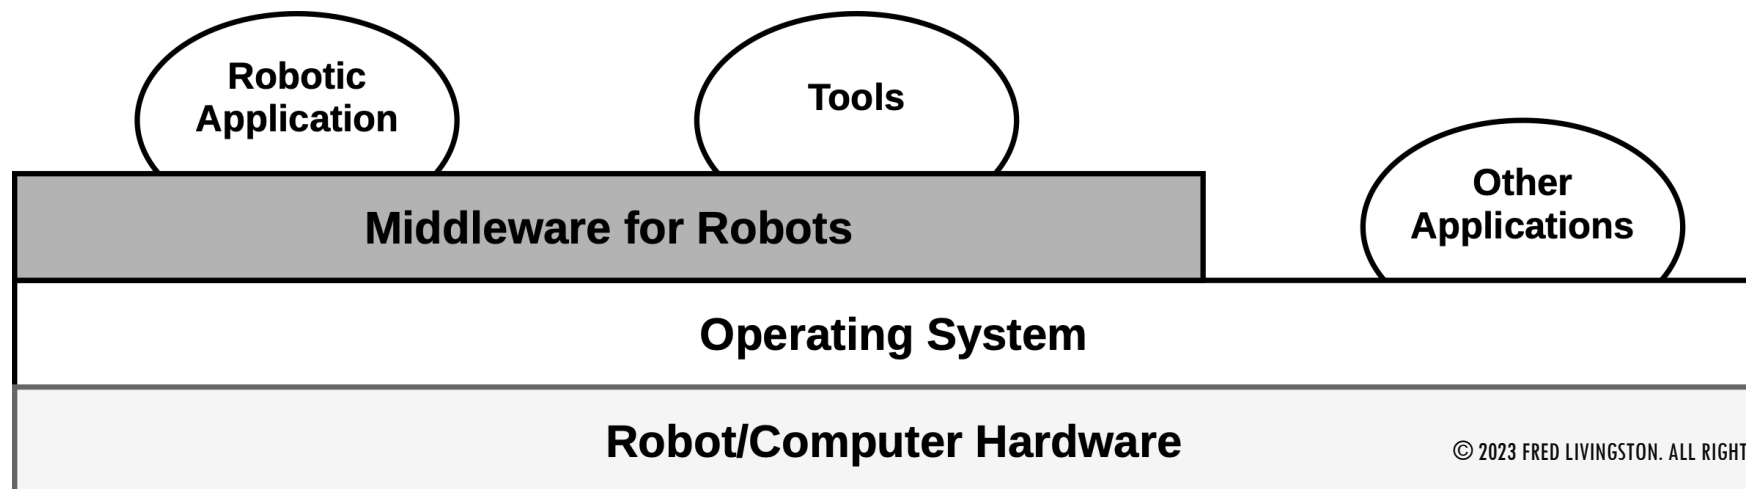 Robotic
Application
Tools
Other
Applications
Middleware for Robots
Operating System
Robot/Computer Hardware
© 2023 FRED LIVINGSTON. ALL RIGHT